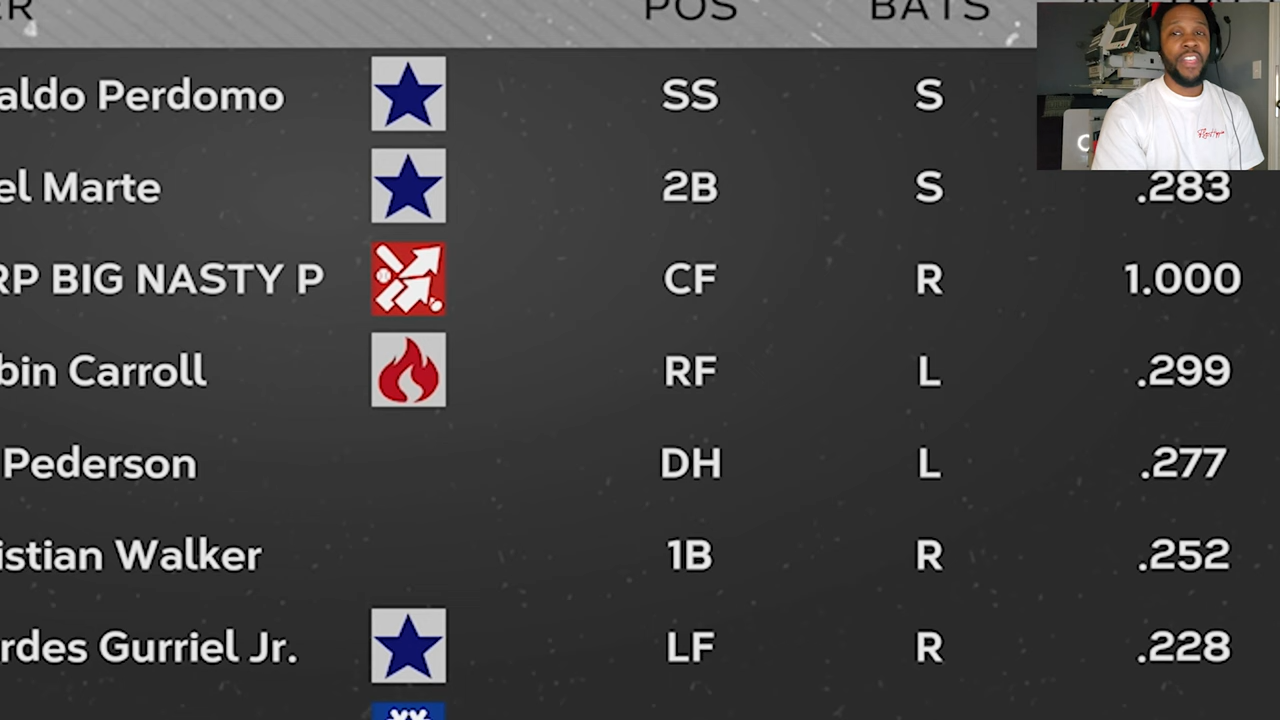 ER POS BATS
aldo Perdomo SS S
el Marte 2B S .283
RP BIG NASTY P CF R 1.000
bin Carroll RF L .299
Pederson DH L .277
istian Walker 1B R .252
rdes Gurriel Jr. LF R .228